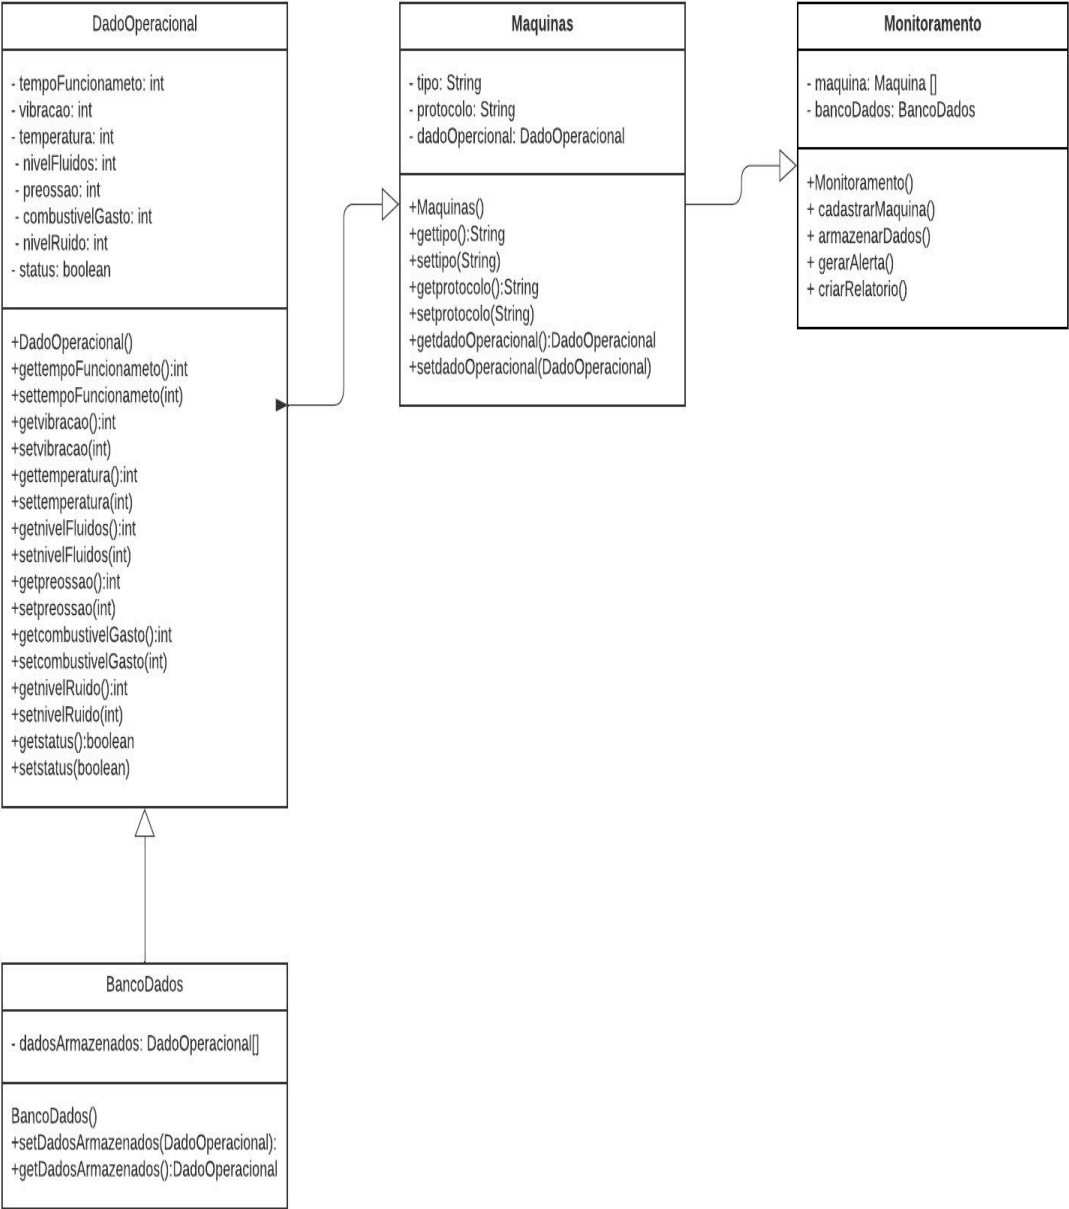 DadoOperacional
- tempoFuncionameto: int
- vibracao: int
- temperatura: int
- nivelFluidos: int
- preossao: int
- combustivelGasto: int
- nivelRuido: int
- status: boolean
+DadoOperacional()
+gettempoFuncionameto():int
+settempoFuncionameto(int)
+getvibracao():int
+setvibracao(int)
+gettemperatura():int
+settemperatura(int)
+getnivelFluidos():int
+setnivelFluidos(int)
+getpreossao():int
+setpreossao(int)
+getcombustivelGasto():int
+setcombustivelGasto(int)
+getnivelRuido():int
+setnivelRuido(int)
+getstatus():boolean
+setstatus(boolean)
Maquinas
- tipo: String
- protocolo: String
- dadoOpercional: DadoOperacional
+Maquinas()
+gettipo():String
+settipo(String)
+getprotocolo():String
+setprotocolo(String)
+getdadoOperacional():DadoOperacional
+setdadoOperacional(DadoOperacional)
Monitoramento
- maquina: Maquina []
- bancoDados: BancoDados
+Monitoramento()
+ cadastrarMaquina()
+ armazenarDados()
+ gerarAlerta()
+ criarRelatorio()
BancoDados
- dadosArmazenados: DadoOperacional[]
BancoDados()
+setDadosArmazenados(DadoOperacional):
+getDadosArmazenados():DadoOperacional